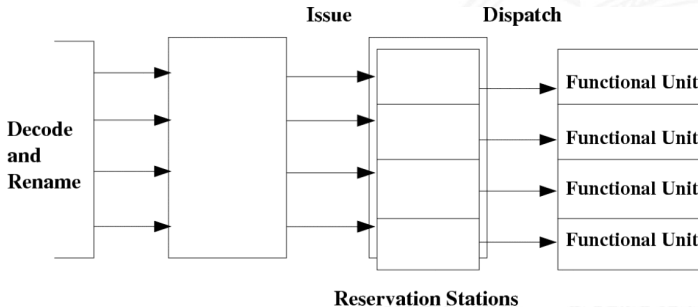 Issue
Dispatch
Decode
and
Rename
Functional Unit
Functional Unit
Functional Unit
Functional Unit
Reservation Stations